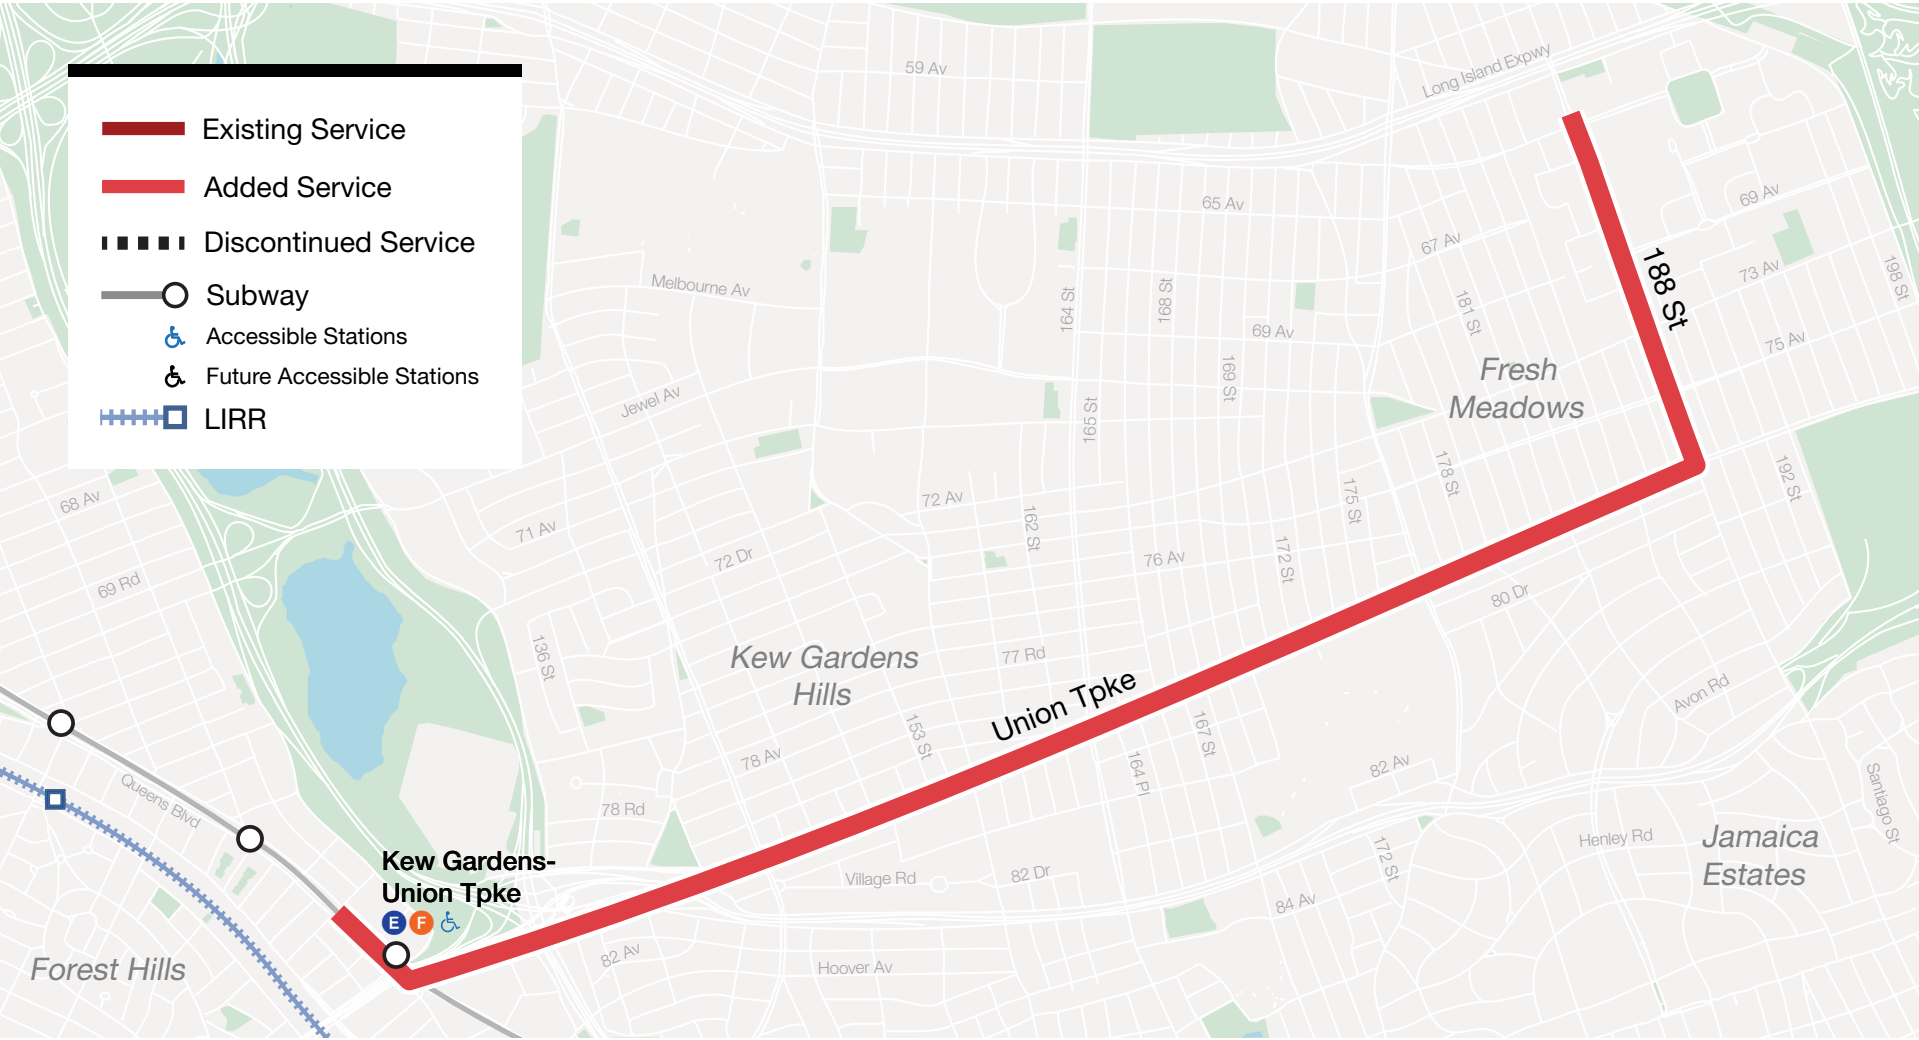 Existing Service
Added Service
Discontinued Service
Subway
Accessible Stations
Future Accessible Stations
LIRR
59 Av
Long Island Expwy
65 Av
67 Av
69 Av
73 Av
198 St
188 St
181 St
75 Av
Melbourne Av
164 St
168 St
69 Av
169 St
Fresh
Meadows
Jewel Av
165 St
178 St
175 St
192 St
68 Av
71 Av
72 Av
162 St
72 Dr
76 Av
172 St
69 Rd
80 Dr
136 St
Kew Gardens
Hills
77 Rd
Union Tpke
Avon Rd
153 St
167 St
78 Av
164 Pl
82 Av
Santiago St
Queens Blvd
78 Rd
Henley Rd
Jamaica
Estates
172 St
Kew Gardens-
Union Tpke
E F
Village Rd
82 Dr
84 Av
82 Av
Hoover Av
Forest Hills